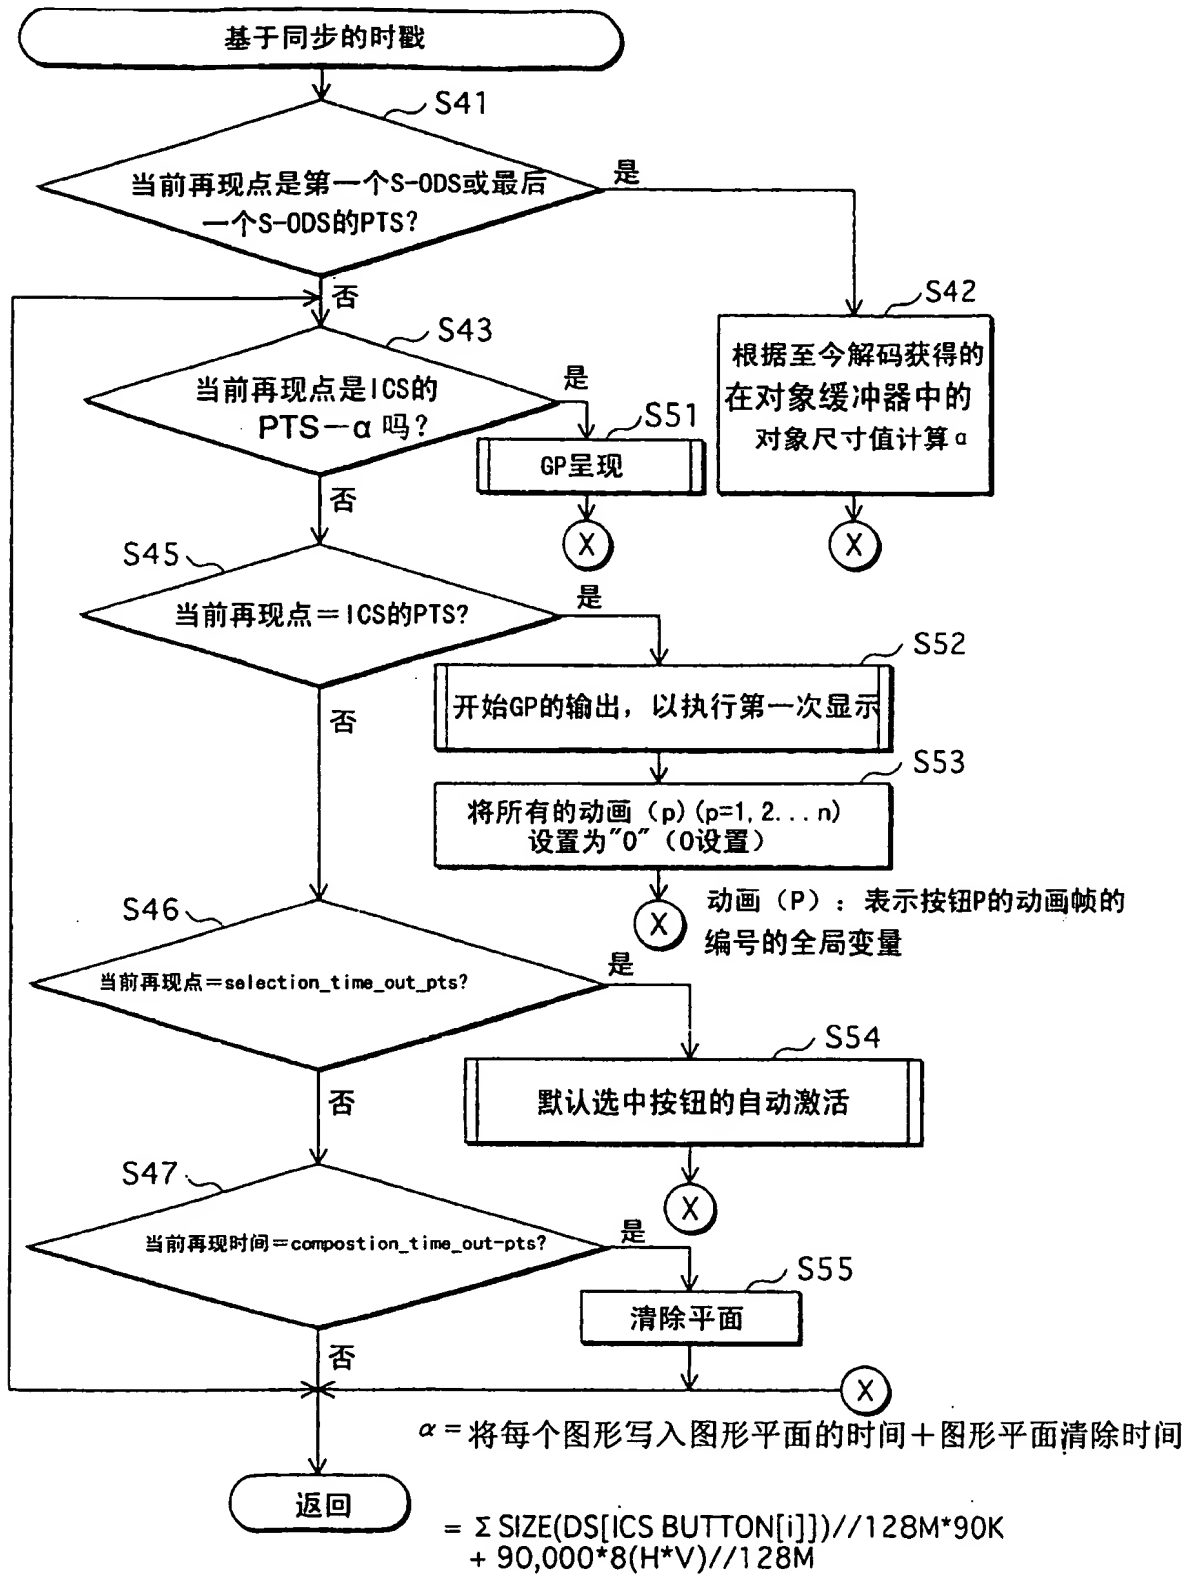 基于同步的时戳
S41
当前再现点是第一个S-ODS或最后
一个S-ODS的PTS?
是
否
S42
根据至今解码获得的
在对象缓冲器中的
对象尺寸值计算α
X
S43
当前再现点是ICS的
PTS－α吗?
是
否
S51
GP呈现
X
S45
当前再现点＝ICS的PTS?
是
否
S52
开始GP的输出，以执行第一次显示
S53
将所有的动画（p）(p=1,2...n)
设置为"0"（0设置）
X
动画（P）：表示按钮P的动画帧的
编号的全局变量
S46
当前再现点＝selection_time_out_pts?
是
否
S54
默认选中按钮的自动激活
X
S47
当前再现时间＝compostion_time_out-pts?
是
否
S55
清除平面
X
α＝将每个图形写入图形平面的时间＋图形平面清除时间
返回
= Σ SIZE(DS[ICS BUTTON[i]])//128M*90K
+ 90,000*8(H*V)//128M